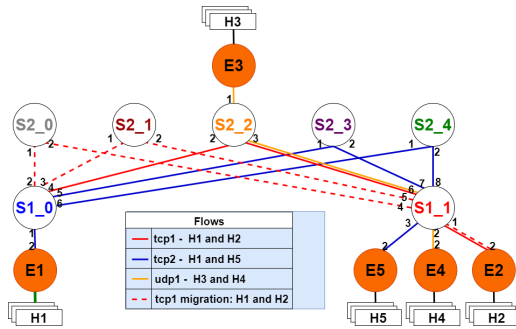 H3
E3
1
S2_0
S2_1
S2_2
S2_3
S2_4
1 2 1 2 2 3 1 2 1 2
2 3 4 5 6
4 5 6 7 8
S1_0
S1_1
1
2
3 2 1
2 2 2
E1
E5
E4
E2
H1
H5
H4
H2
Flows
tcp1 - H1 and H2
tcp2 - H1 and H5
udp1 - H3 and H4
tcp1 migration: H1 and H2